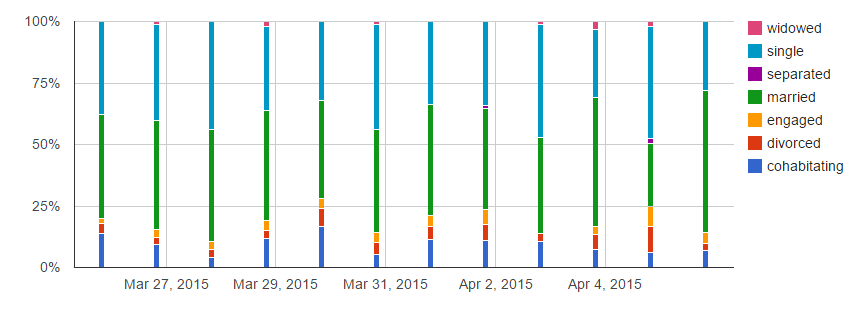 100%
75%
50%
25%
0%
Mar 27, 2015
Mar 29, 2015
Mar 31, 2015
Apr 2, 2015
Apr 4, 2015
widowed
single
separated
married
engaged
divorced
cohabitating